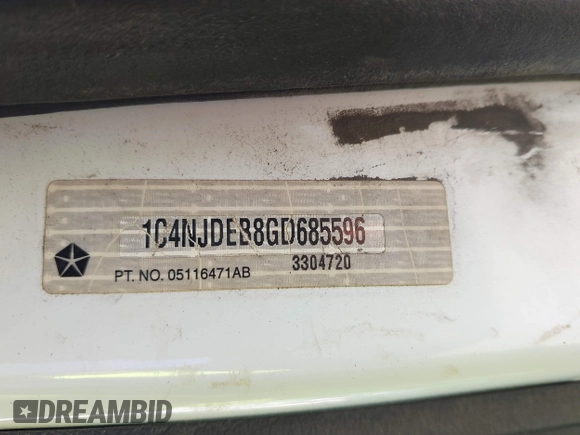 1C4NJDEB8GD685596
3304720
PT. NO. 05116471AB
DREAMBID